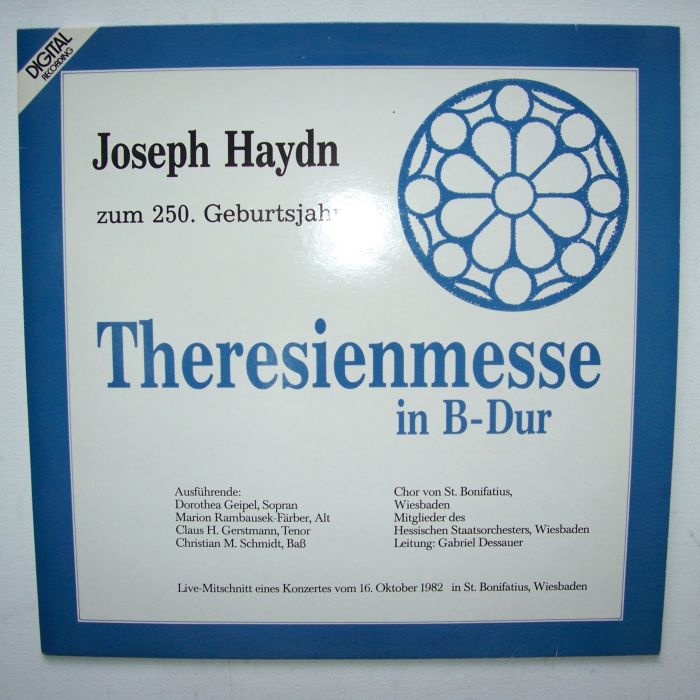 DIGITAL
RECORDING
Joseph Haydn
zum 250. Geburtsjahr
Theresienmesse
in B-Dur
Ausführende:
Dorothea Geipel, Sopran
Marion Rambausek-Färber, Alt
Claus H. Gerstmann, Tenor
Christian M. Schmidt, Baß
Chor von St. Bonifatius,
Wiesbaden
Mitglieder des
Hessischen Staatsorchesters, Wiesbaden
Leitung: Gabriel Dessauer
Live-Mitschnitt eines Konzertes vom 16. Oktober 1982 in St. Bonifatius, Wiesbaden